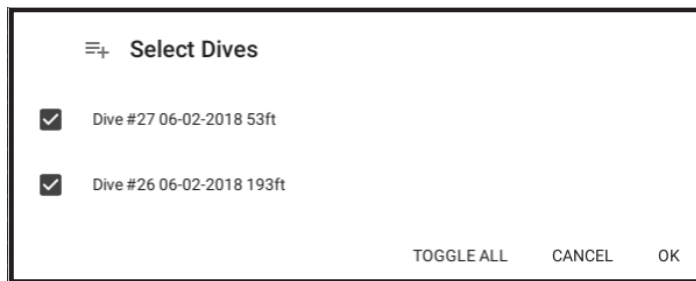 Select Dives
Dive #27 06-02-2018 53ft
Dive #26 06-02-2018 193ft
TOGGLE ALL CANCEL OK